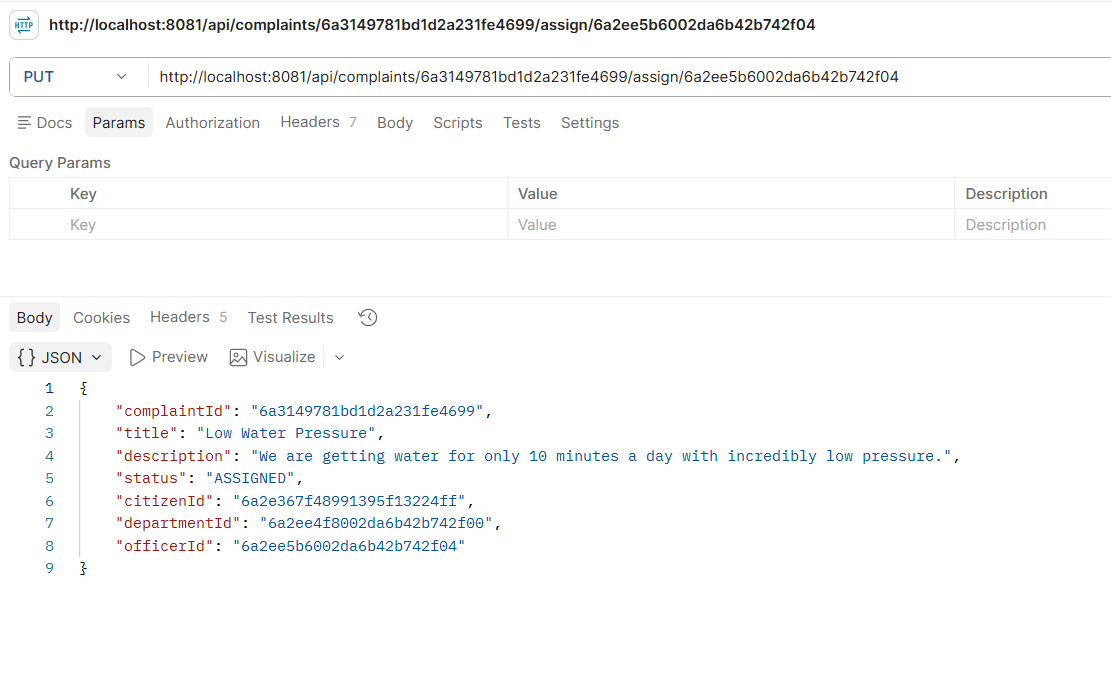 HTTP http://localhost:8081/api/complaints/6a3149781bd1d2a231fe4699/assign/6a2ee5b6002da6b42b742f04
PUT http://localhost:8081/api/complaints/6a3149781bd1d2a231fe4699/assign/6a2ee5b6002da6b42b742f04
Docs Params Authorization Headers 7 Body Scripts Tests Settings
Query Params
Key Value Description
Key Value Description
Body Cookies Headers 5 Test Results
{} JSON Preview Visualize
1 {
2 "complaintId": "6a3149781bd1d2a231fe4699",
3 "title": "Low Water Pressure",
4 "description": "We are getting water for only 10 minutes a day with incredibly low pressure.",
5 "status": "ASSIGNED",
6 "citizenId": "6a2e367f48991395f13224ff",
7 "departmentId": "6a2ee4f8002da6b42b742f00",
8 "officerId": "6a2ee5b6002da6b42b742f04"
9 }